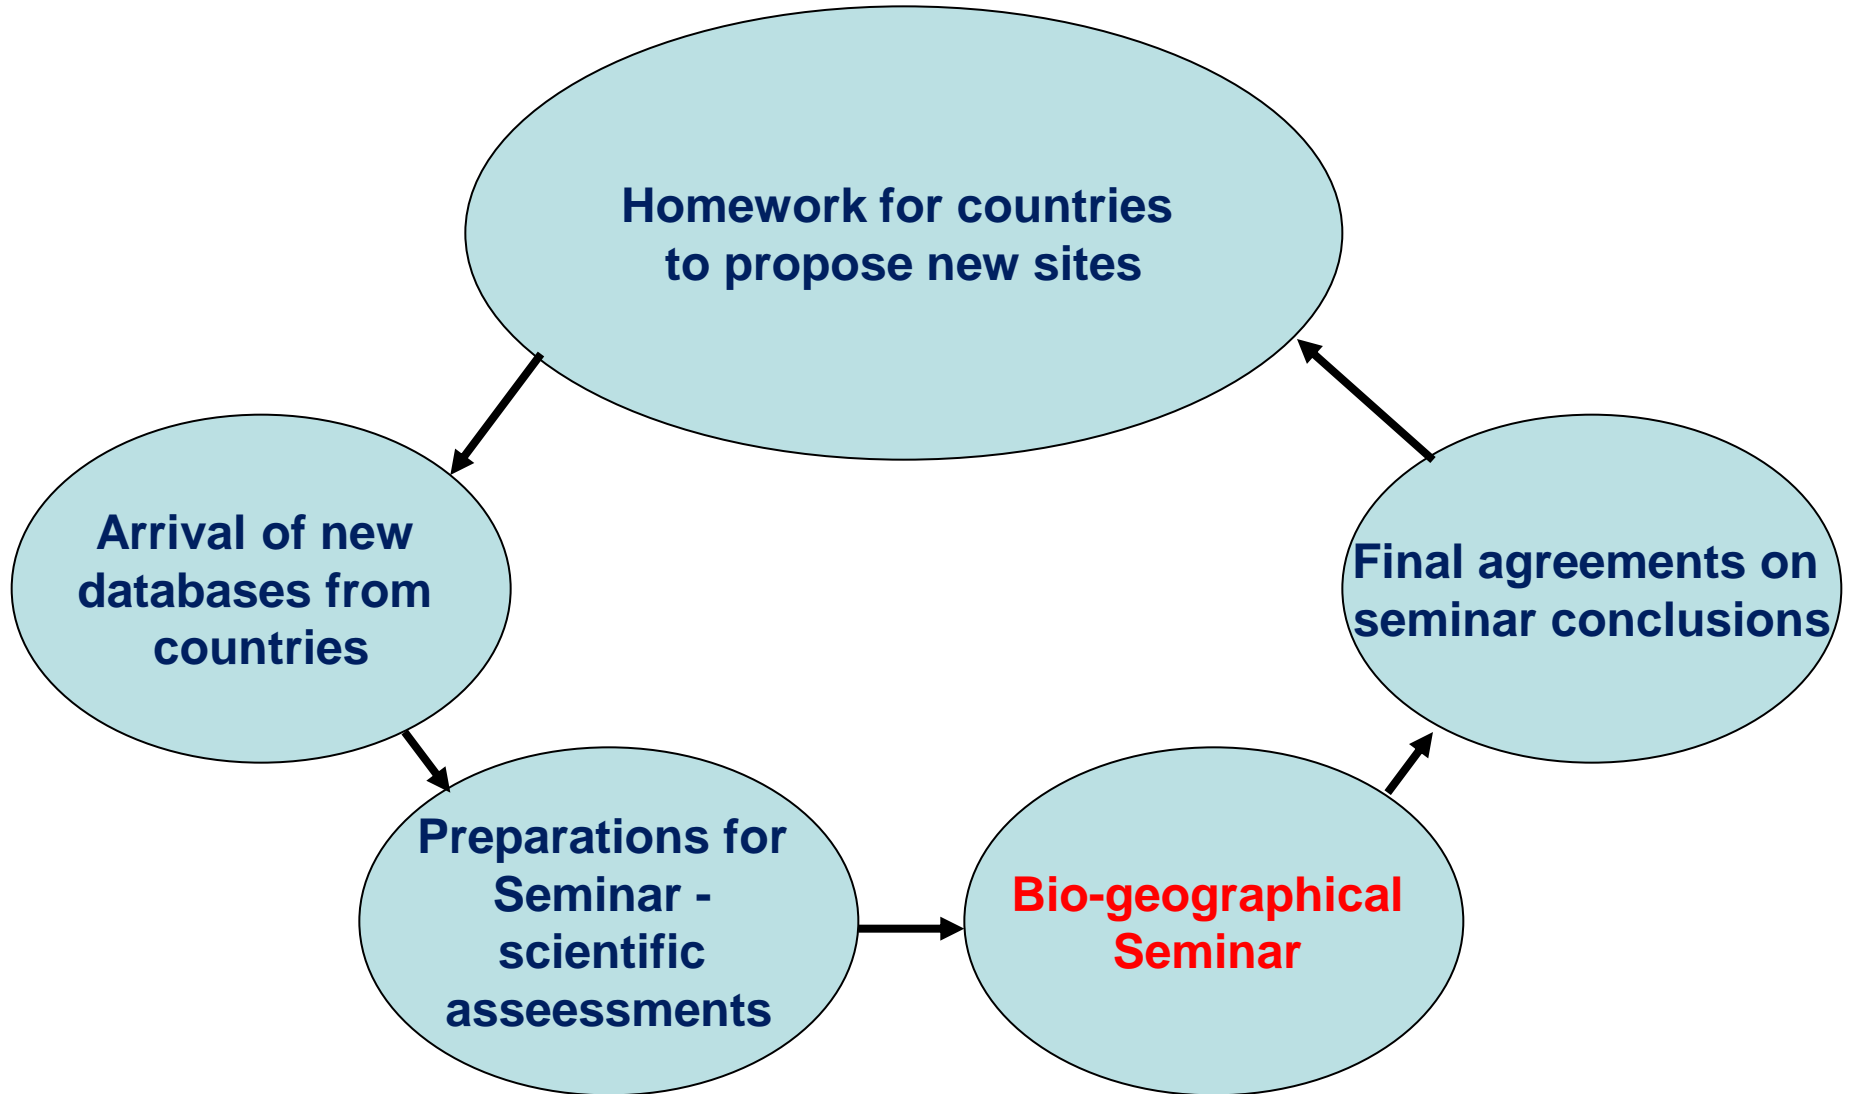 Homework for countries
to propose new sites
Arrival of new
databases from
countries
Final agreements on
seminar conclusions
Preparations for
Seminar -
scientific
asseessments
Bio-geographical
Seminar